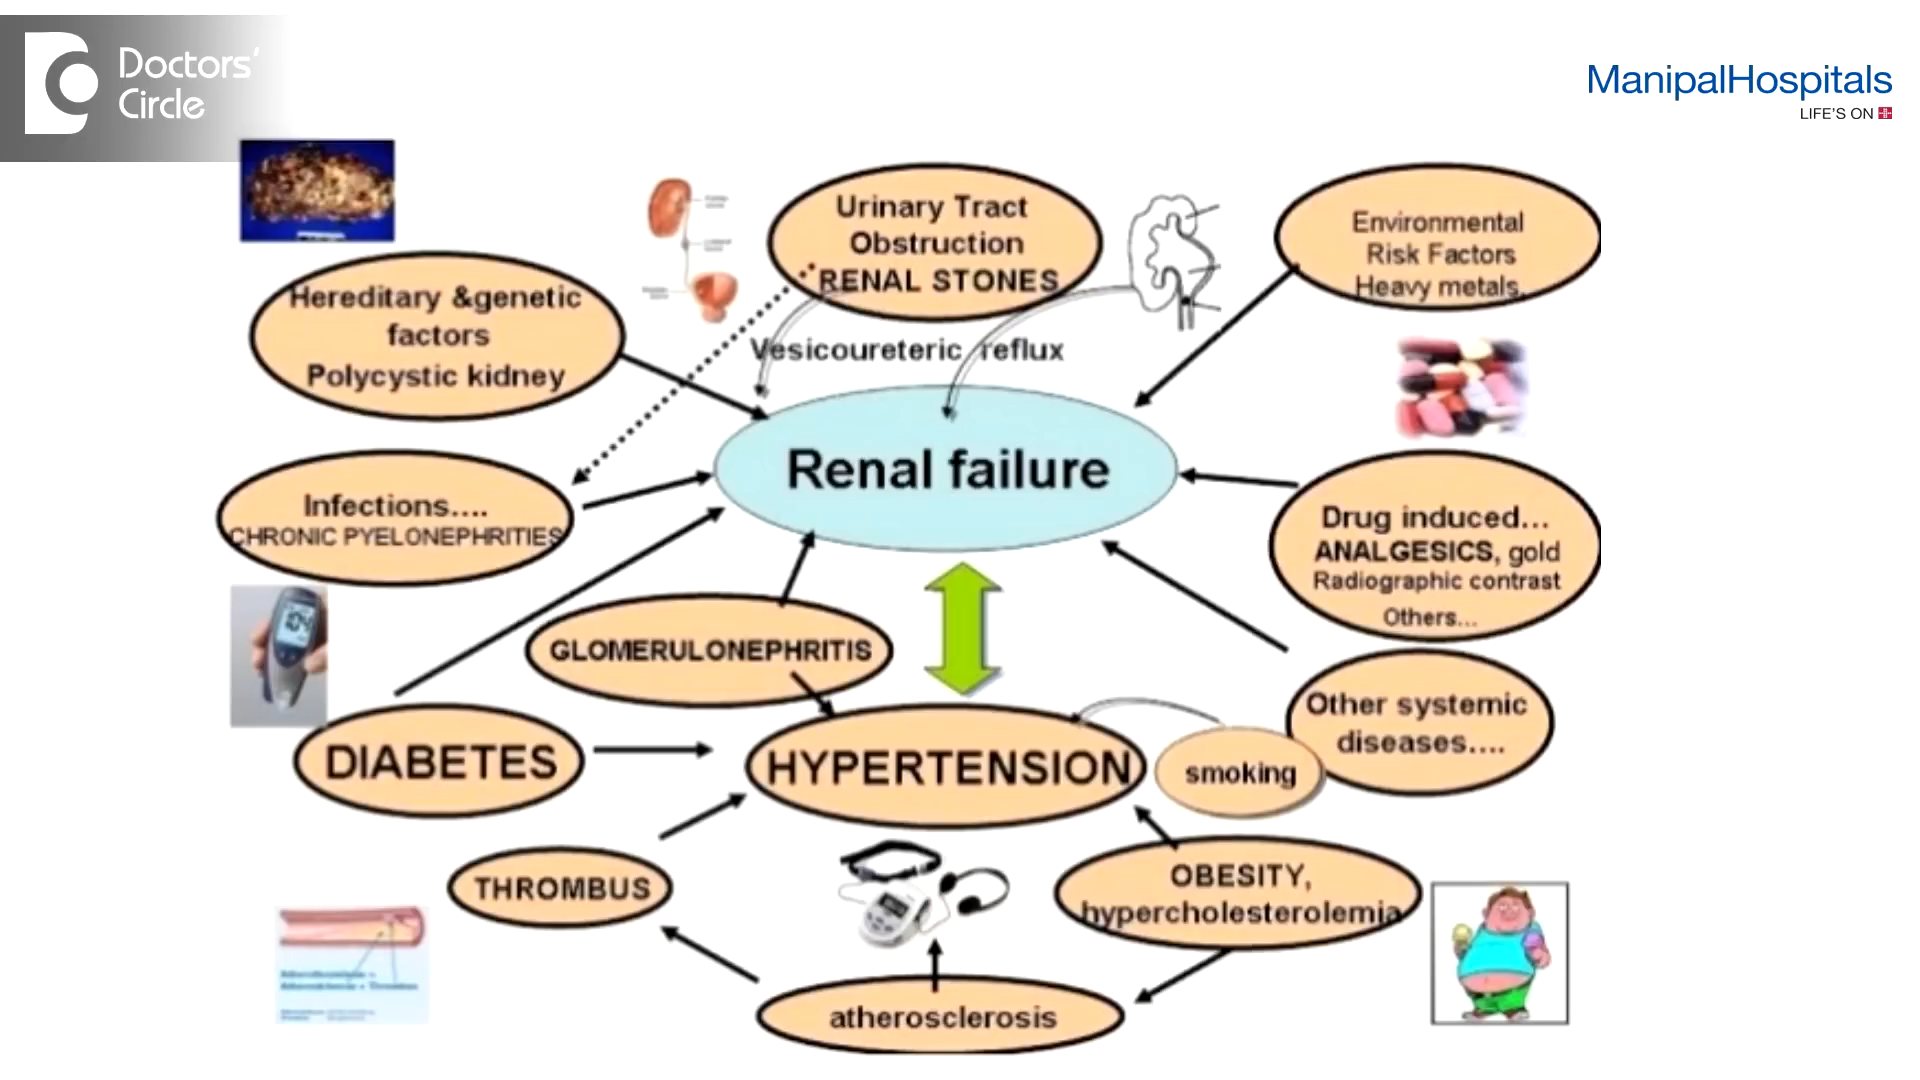 Doctors'
Circle
ManipalHospitals
LIFE'S ON
Urinary Tract
Obstruction
RENAL STONES
Environmental
Risk Factors
Heavy metals,
Hereditary &genetic
factors
Polycystic kidney
Vesicoureteric reflux
Renal failure
Infections....
CHRONIC PYELONEPHRITIES
Drug induced...
ANALGESICS, gold
Radiographic contrast
Others...
104
GLOMERULONEPHRITIS
Other systemic
diseases....
DIABETES
HYPERTENSION
smoking
THROMBUS
OBESITY,
hypercholesterolemia
atherosclerosis